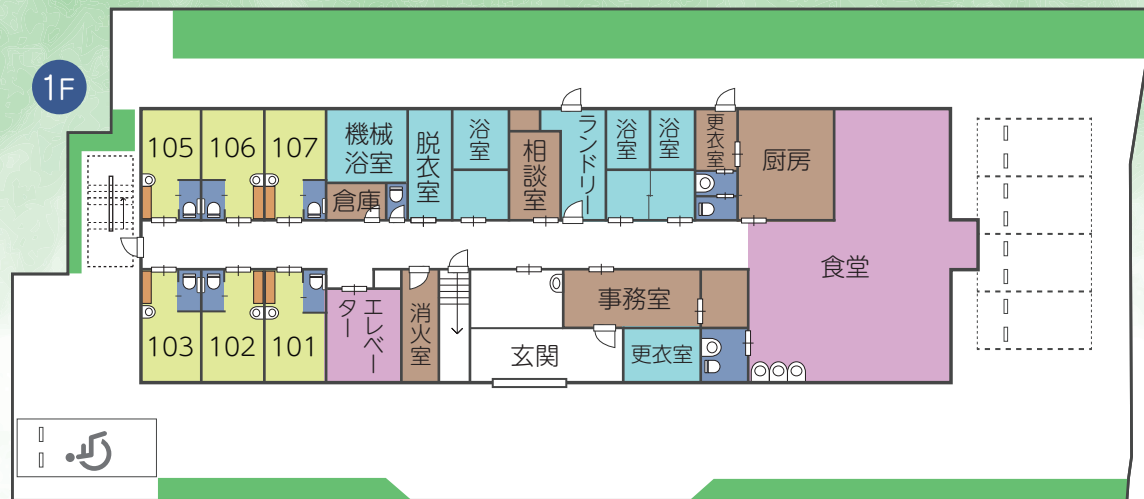 1F
105
106
107
機械
浴室
倉庫
脱衣室
浴室
相談室
ランドリー
浴室
浴室
更衣室
厨房
食堂
103
102
101
エレベー
ター
消火室
玄関
事務室
更衣室